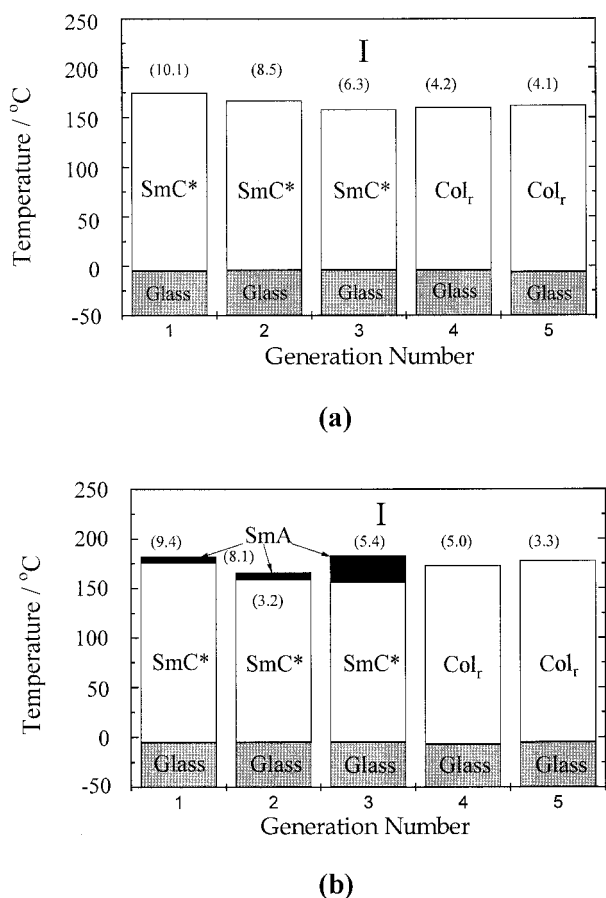 250
200
150
100
50
0
-50
Temperature / °C
I
(10.1) (8.5) (6.3) (4.2) (4.1)
SmC* SmC* SmC* Col_r Col_r
Glass Glass Glass Glass Glass
1 2 3 4 5
Generation Number
(a)
250
200
150
100
50
0
-50
Temperature / °C
I
SmA
(9.4) (8.1) (5.4) (5.0) (3.3)
(3.2)
SmC* SmC* SmC* Col_r Col_r
Glass Glass Glass Glass Glass
1 2 3 4 5
Generation Number
(b)